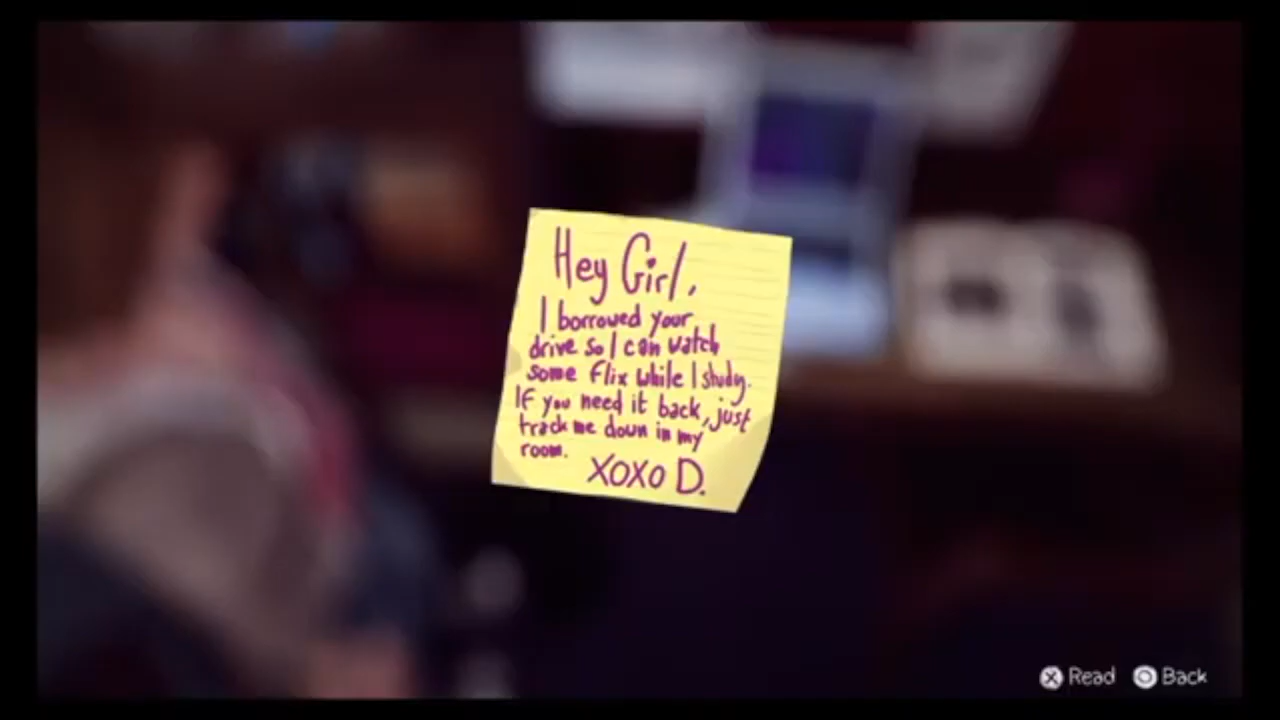 Hey Girl,
I borrowed your
drive so I can watch
some flix while I study.
If you need it back, just
track me down in my
room.
XOXO D.
Read Back